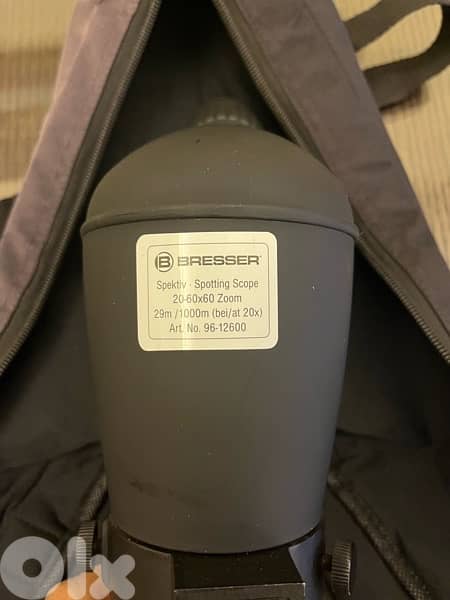 B BRESSER
Spektiv - Spotting Scope
20-60x60 Zoom
29m /1000m (bei/at 20x)
Art. No. 96-12600
olx